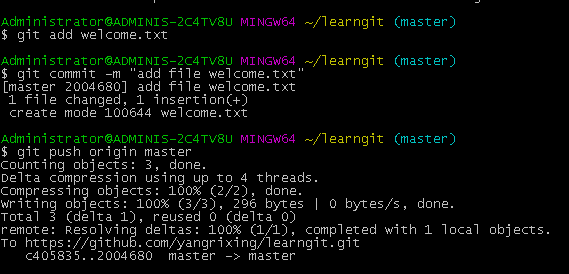 Administrator@ADMINIS-2C4TV8U MINGW64 ~/learngit (master)
$ git add welcome.txt
Administrator@ADMINIS-2C4TV8U MINGW64 ~/learngit (master)
$ git commit -m "add file welcome.txt"
[master 2004680] add file welcome.txt
 1 file changed, 1 insertion(+)
 create mode 100644 welcome.txt
Administrator@ADMINIS-2C4TV8U MINGW64 ~/learngit (master)
$ git push origin master
Counting objects: 3, done.
Delta compression using up to 4 threads.
Compressing objects: 100% (2/2), done.
Writing objects: 100% (3/3), 296 bytes | 0 bytes/s, done.
Total 3 (delta 1), reused 0 (delta 0)
remote: Resolving deltas: 100% (1/1), completed with 1 local objects.
To https://github.com/yangrixing/learngit.git
   c405835..2004680  master -> master